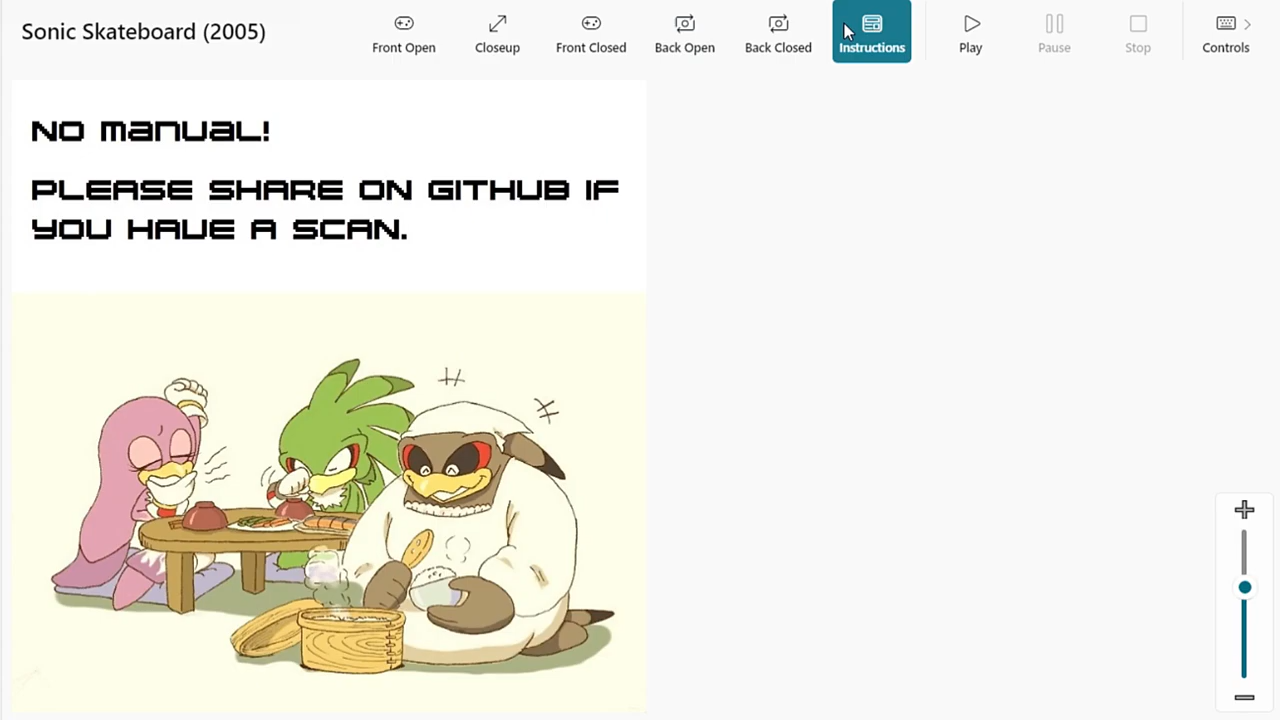 Sonic Skateboard (2005)
Front Open
Closeup
Front Closed
Back Open
Back Closed
Instructions
Play
Pause
Stop
Controls
NO MANUAL!
PLEASE SHARE ON GITHUB IF
YOU HAVE A SCAN.